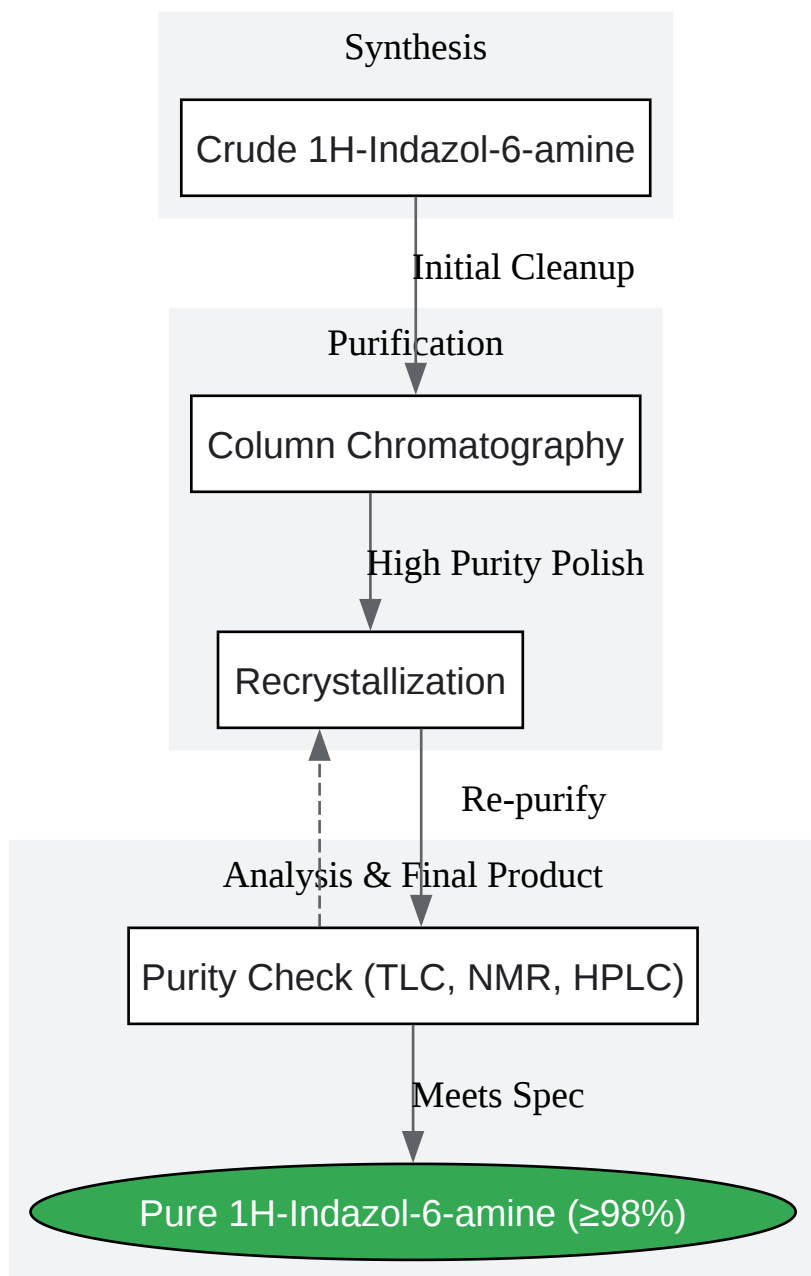 Synthesis
Crude 1H-Indazol-6-amine
Initial Cleanup
Purification
Column Chromatography
High Purity Polish
Recrystallization
Re-purify
Analysis & Final Product
Purity Check (TLC, NMR, HPLC)
Meets Spec
Pure 1H-Indazol-6-amine (≥98%)